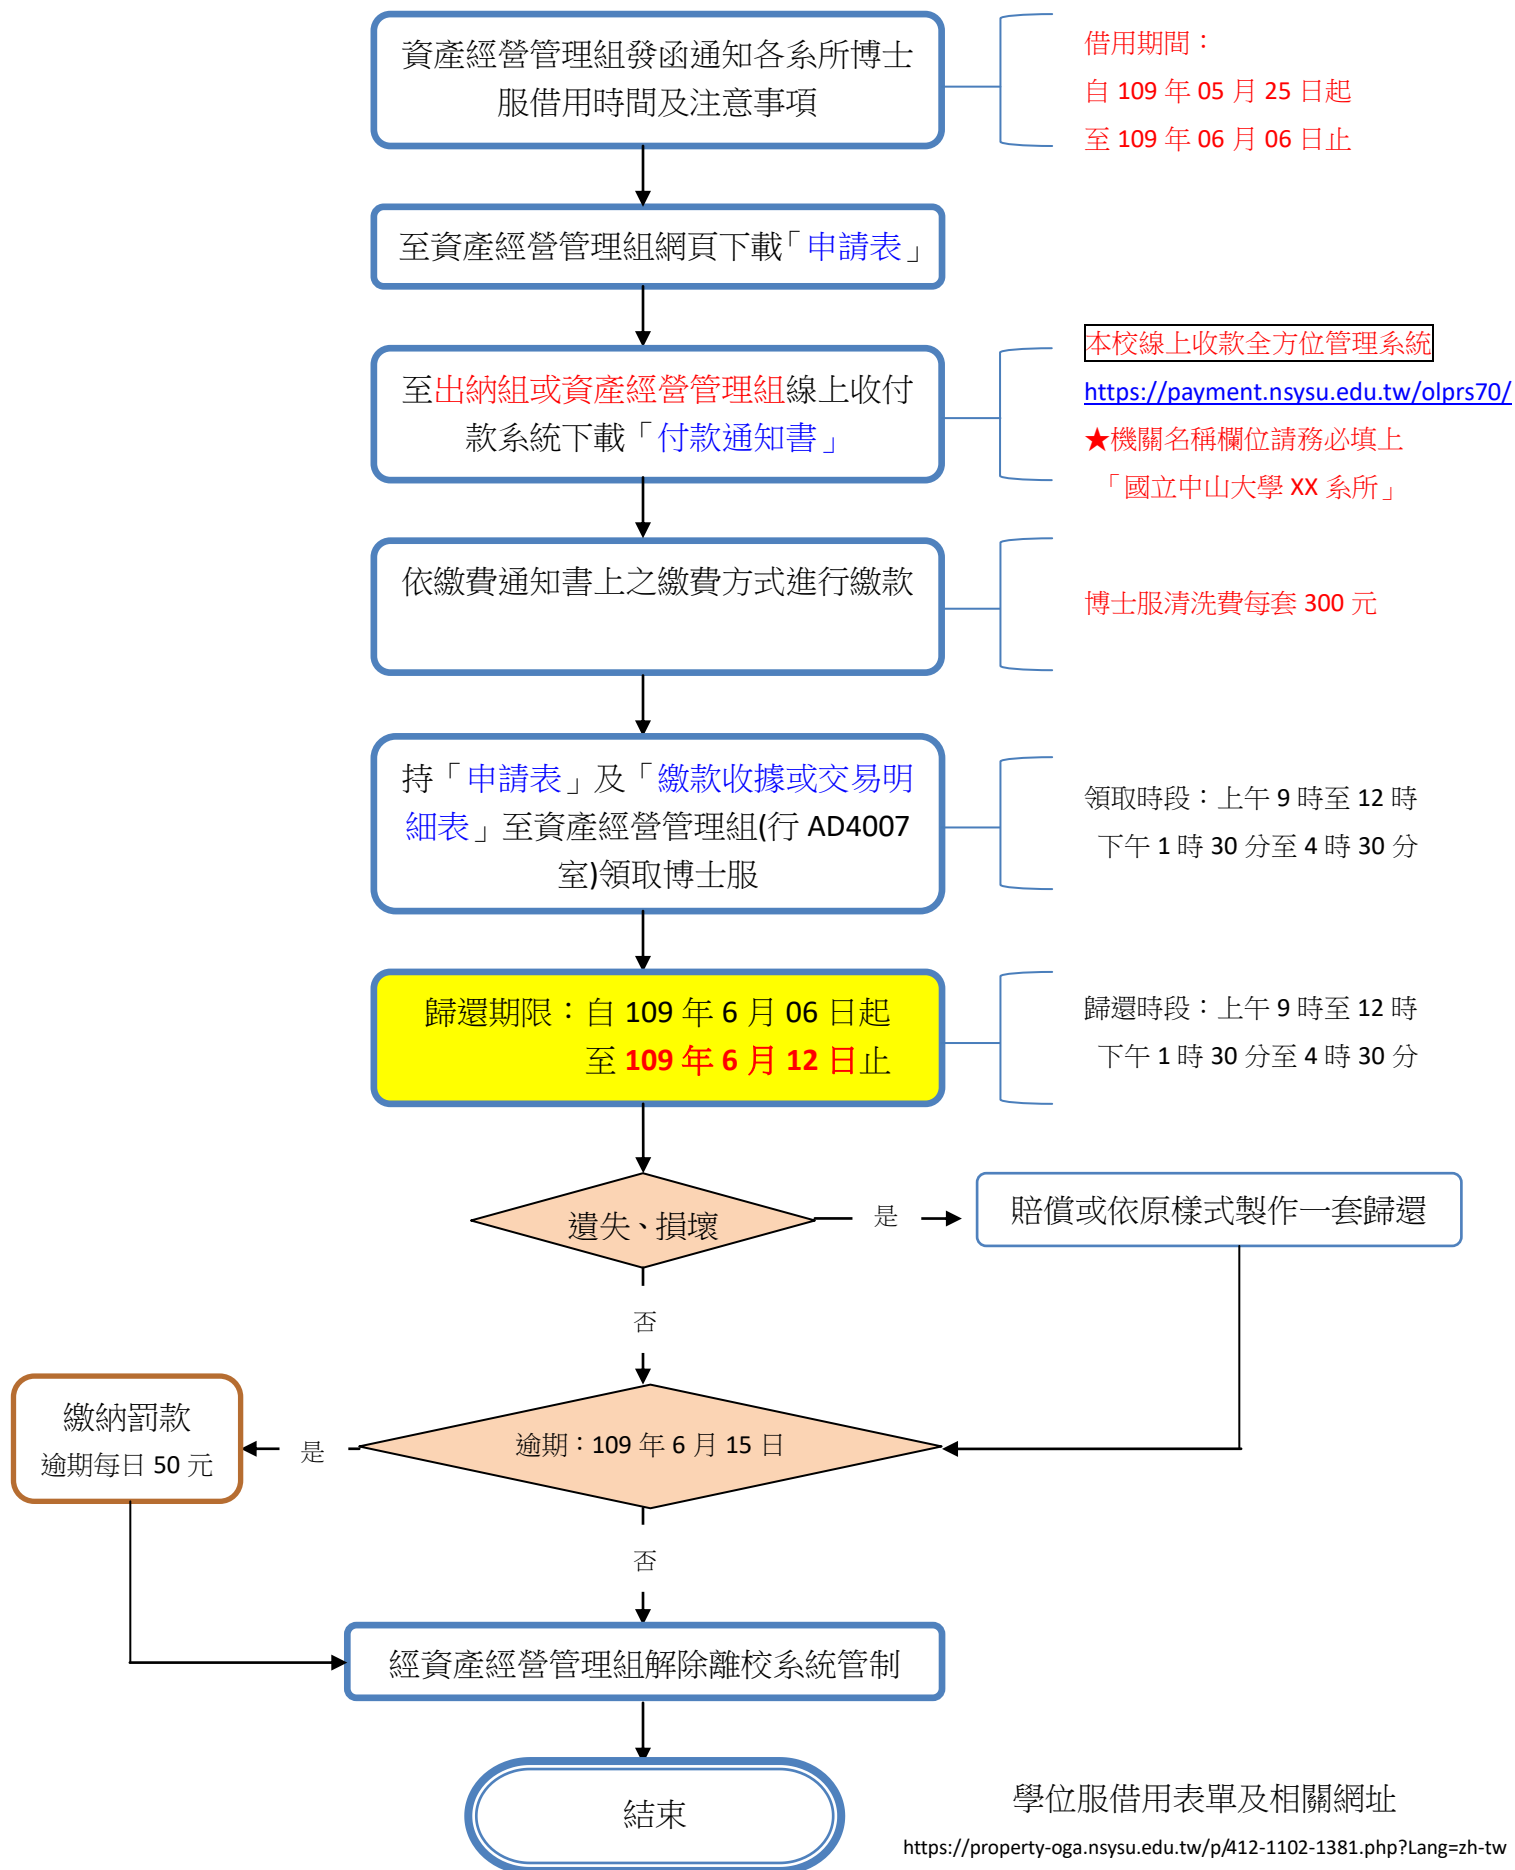 資產經營管理組發函通知各系所博士
服借用時間及注意事項
借用期間：
自 109 年 05 月 25 日起
至 109 年 06 月 06 日止
至資產經營管理組網頁下載「申請表」
至出納組或資產經營管理組線上收付
款系統下載「付款通知書」
本校線上收款全方位管理系統
https://payment.nsysu.edu.tw/olprs70/
★機關名稱欄位請務必填上
「國立中山大學 XX 系所」
依繳費通知書上之繳費方式進行繳款
博士服清洗費每套 300 元
持「申請表」及「繳款收據或交易明
細表」至資產經營管理組(行 AD4007
室)領取博士服
領取時段：上午 9 時至 12 時
下午 1 時 30 分至 4 時 30 分
歸還期限：自 109 年 6 月 06 日起
至 109 年 6 月 12 日止
歸還時段：上午 9 時至 12 時
下午 1 時 30 分至 4 時 30 分
遺失、損壞
是
賠償或依原樣式製作一套歸還
否
繳納罰款
逾期每日 50 元
是
逾期：109 年 6 月 15 日
否
經資產經營管理組解除離校系統管制
結束
學位服借用表單及相關網址
https://property-oga.nsysu.edu.tw/p/412-1102-1381.php?Lang=zh-tw